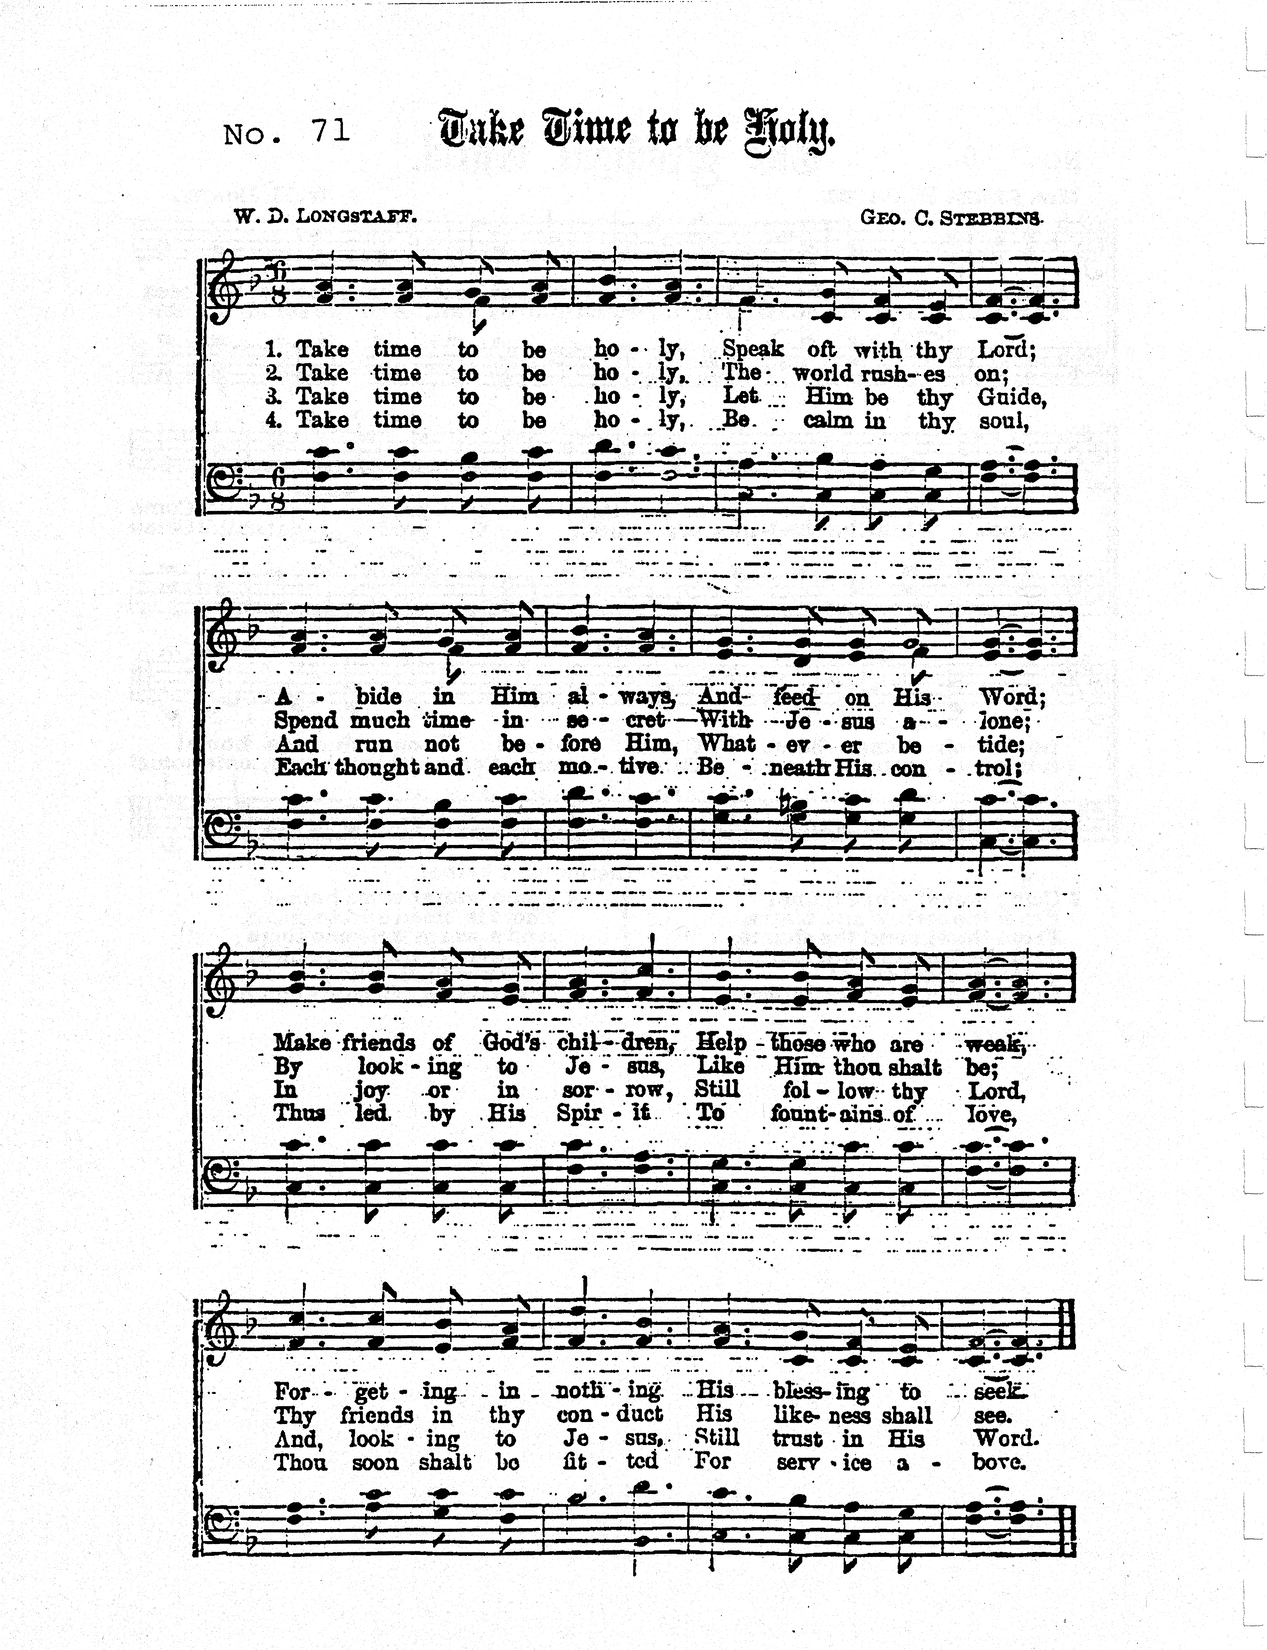 No. 71 Take Time to be Holy.
W. D. LONGSTAFF. GEO. C. STEBBINS.
6
8
1. Take time to be ho - ly, Speak oft with thy Lord;
2. Take time to be ho - ly, The world rush-es on;
3. Take time to be ho - ly, Let Him be thy Guide,
4. Take time to be ho - ly, Be calm in thy soul,
6
8
A - bide in Him al - ways, And feed on His Word;
Spend much time in se - cret With Je - sus a - lone;
And run not be - fore Him, What - ev - er be - tide;
Each thought and each mo - tive Be - neath His con - trol;
Make friends of God's chil - dren, Help those who are weak,
By look - ing to Je - sus, Like Him thou shalt be;
In joy or in sor - row, Still fol - low thy Lord,
Thus led by His Spir - it To fount-ains of love,
For - get - ing in noth - ing His bless-ing to seek.
Thy friends in thy con - duct His like-ness shall see.
And, look - ing to Je - sus, Still trust in His Word.
Thou soon shalt be fit - ted For serv - ice a - bove.